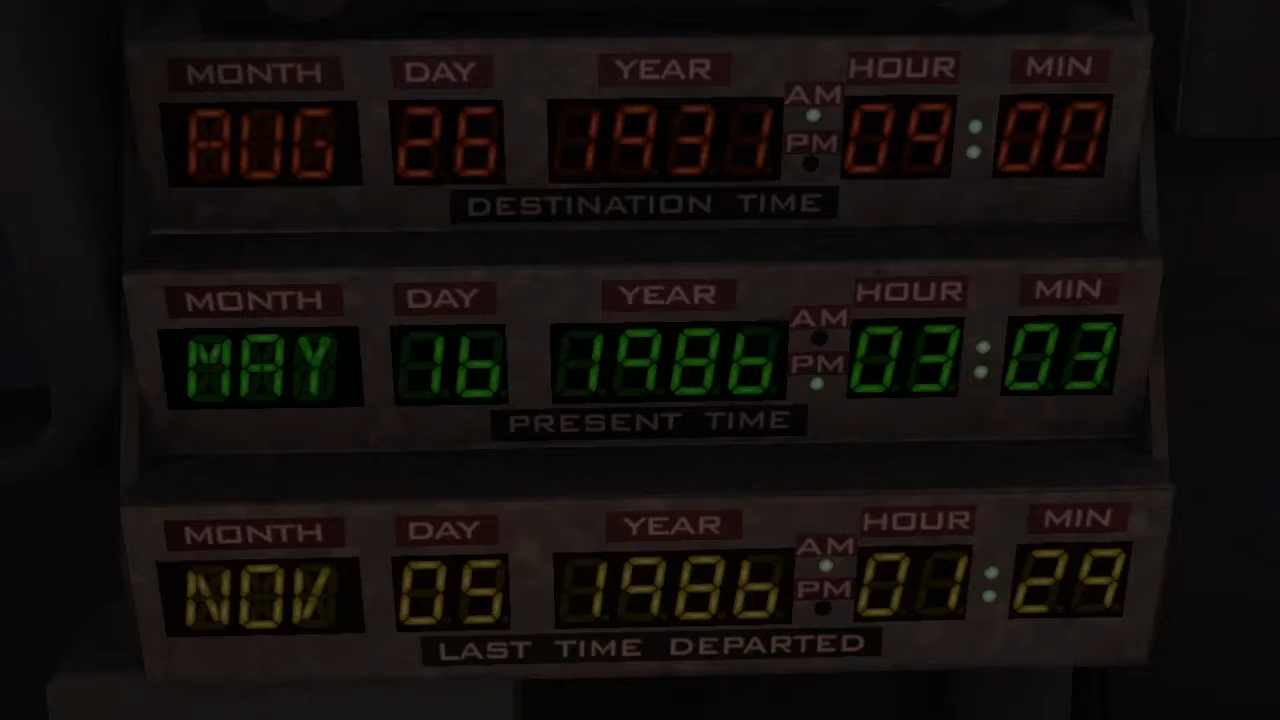 MONTH DAY YEAR AM PM HOUR MIN
AUG 26 1931 09:00
DESTINATION TIME
MONTH DAY YEAR AM PM HOUR MIN
MAY 16 1986 03:03
PRESENT TIME
MONTH DAY YEAR AM PM HOUR MIN
NOV 05 1986 01:29
LAST TIME DEPARTED